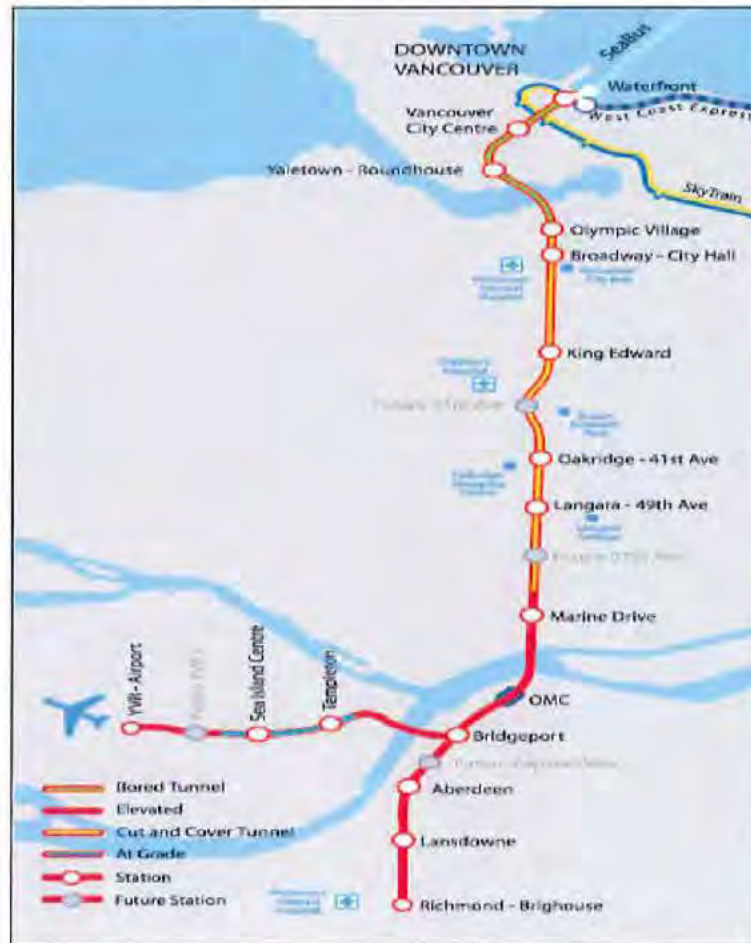 SeaBus
DOWNTOWN
VANCOUVER
Waterfront
West Coast Express
Vancouver
City Centre
Yaletown - Roundhouse
SkyTrain
Olympic Village
Broadway - City Hall
King Edward
Oakridge - 41st Ave
Langara - 49th Ave
Marine Drive
YVR - Airport
Sea Island Centre
Templeton
OMC
Bridgeport
Bored Tunnel
Elevated
Cut and Cover Tunnel
At Grade
Station
Future Station
Aberdeen
Lansdowne
Richmond - Brighouse